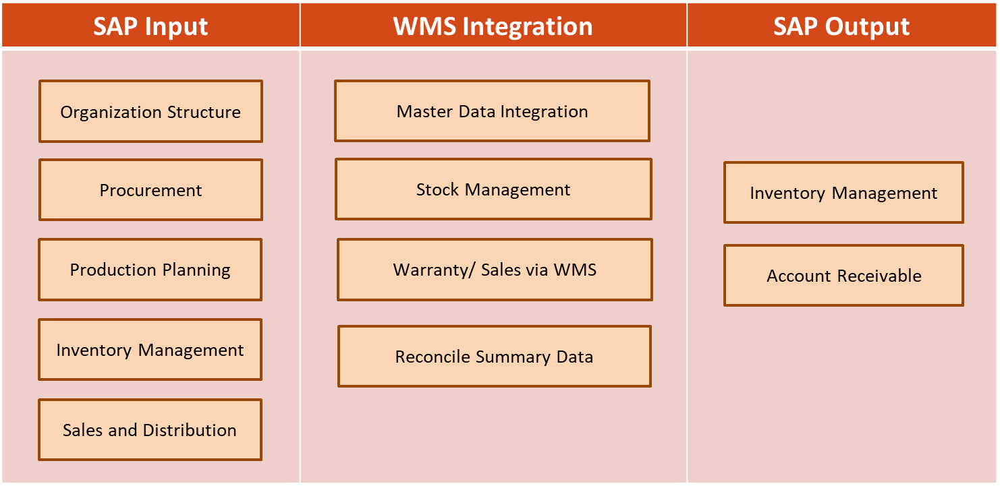 SAP Input
WMS Integration
SAP Output
Organization Structure
Procurement
Production Planning
Inventory Management
Sales and Distribution
Master Data Integration
Stock Management
Warranty/ Sales via WMS
Reconcile Summary Data
Inventory Management
Account Receivable